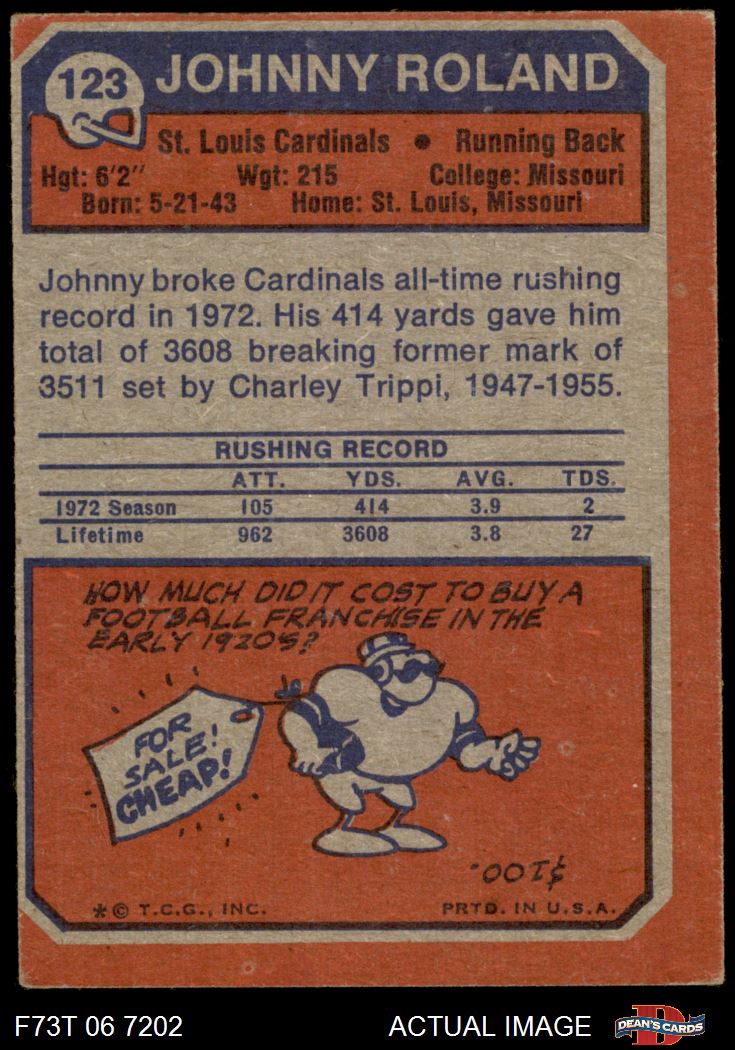 123
JOHNNY ROLAND
St. Louis Cardinals • Running Back
Hgt: 6'2" Wgt: 215 College: Missouri
Born: 5-21-43 Home: St. Louis, Missouri
Johnny broke Cardinals all-time rushing
record in 1972. His 414 yards gave him
total of 3608 breaking former mark of
3511 set by Charley Trippi, 1947-1955.
RUSHING RECORD
ATT. YDS. AVG. TDS.
1972 Season 105 414 3.9 2
Lifetime 962 3608 3.8 27
HOW MUCH DID IT COST TO BUY A
FOOTBALL FRANCHISE IN THE
EARLY 1920'S?
FOR
SALE!
CHEAP!
$100.
* © T.C.G., INC. PRTD. IN U.S.A.
F73T 06 7202 ACTUAL IMAGE
D
DEAN'S CARDS